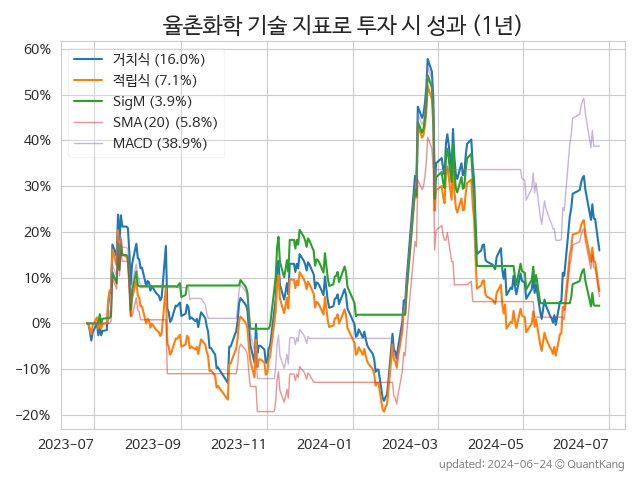 율촌화학 기술 지표로 투자 시 성과 (1년)
60%
50%
40%
30%
20%
10%
0%
−10%
−20%
거치식 (16.0%)
적립식 (7.1%)
SigM (3.9%)
SMA(20) (5.8%)
MACD (38.9%)
2023-07 2023-09 2023-11 2024-01 2024-03 2024-05 2024-07
updated: 2024-06-24 ⓒ QuantKang